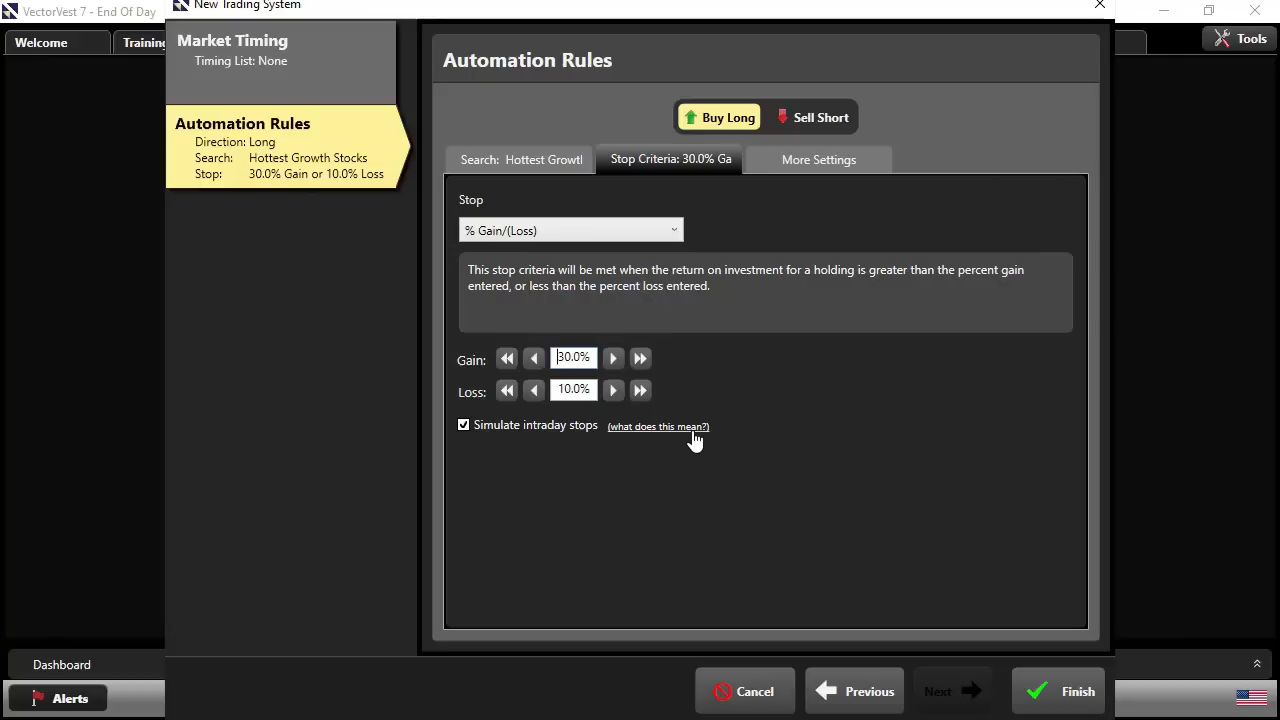 VectorVest 7 - End Of Day
New Trading System
Welcome
Training
Tools
Market Timing
Timing List: None
Automation Rules
Direction: Long
Search: Hottest Growth Stocks
Stop: 30.0% Gain or 10.0% Loss
Automation Rules
Buy Long
Sell Short
Search: Hottest Growtl
Stop Criteria: 30.0% Ga
More Settings
Stop
% Gain/(Loss)
This stop criteria will be met when the return on investment for a holding is greater than the percent gain
entered, or less than the percent loss entered.
Gain: 30.0%
Loss: 10.0%
Simulate intraday stops (what does this mean?)
Dashboard
Alerts
Cancel
Previous
Next
Finish